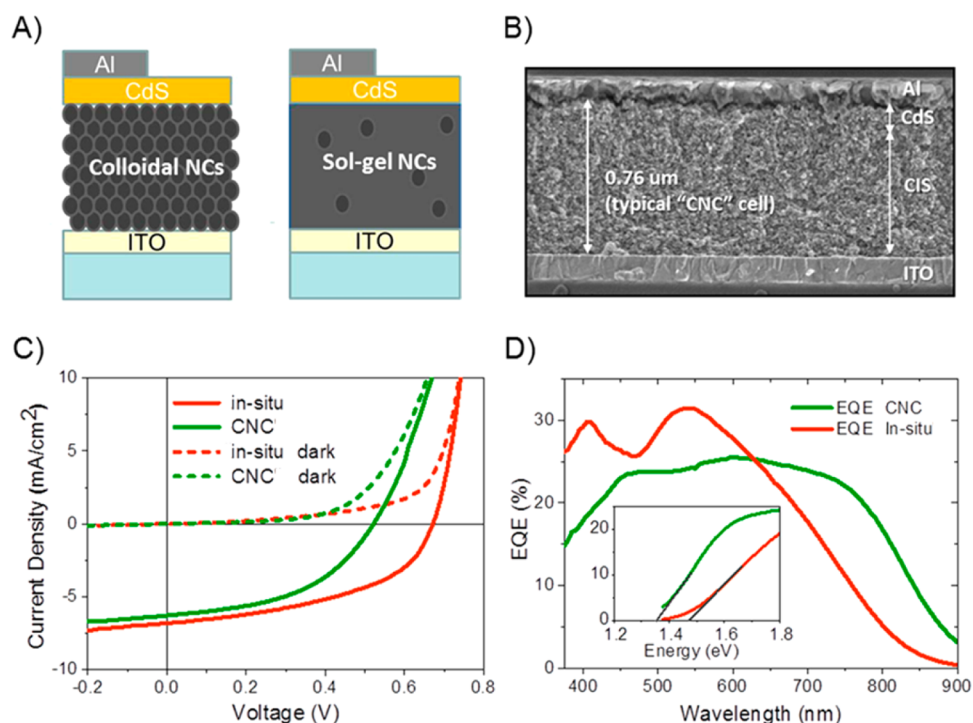 A)
Al
CdS
Colloidal NCs
ITO
Al
CdS
Sol-gel NCs
ITO
B)
Al
CdS
0.76 um
(typical “CNC” cell)
CIS
ITO
C)
Current Density (mA/cm²)
10
5
0
-5
-10
in-situ
CNC'
in-situ dark
CNC' dark
-0.2 0.0 0.2 0.4 0.6 0.8
Voltage (V)
D)
EQE (%)
30
20
10
0
EQE CNC
EQE In-situ
20
10
0
1.2 1.4 1.6 1.8
Energy (eV)
400 500 600 700 800 900
Wavelength (nm)